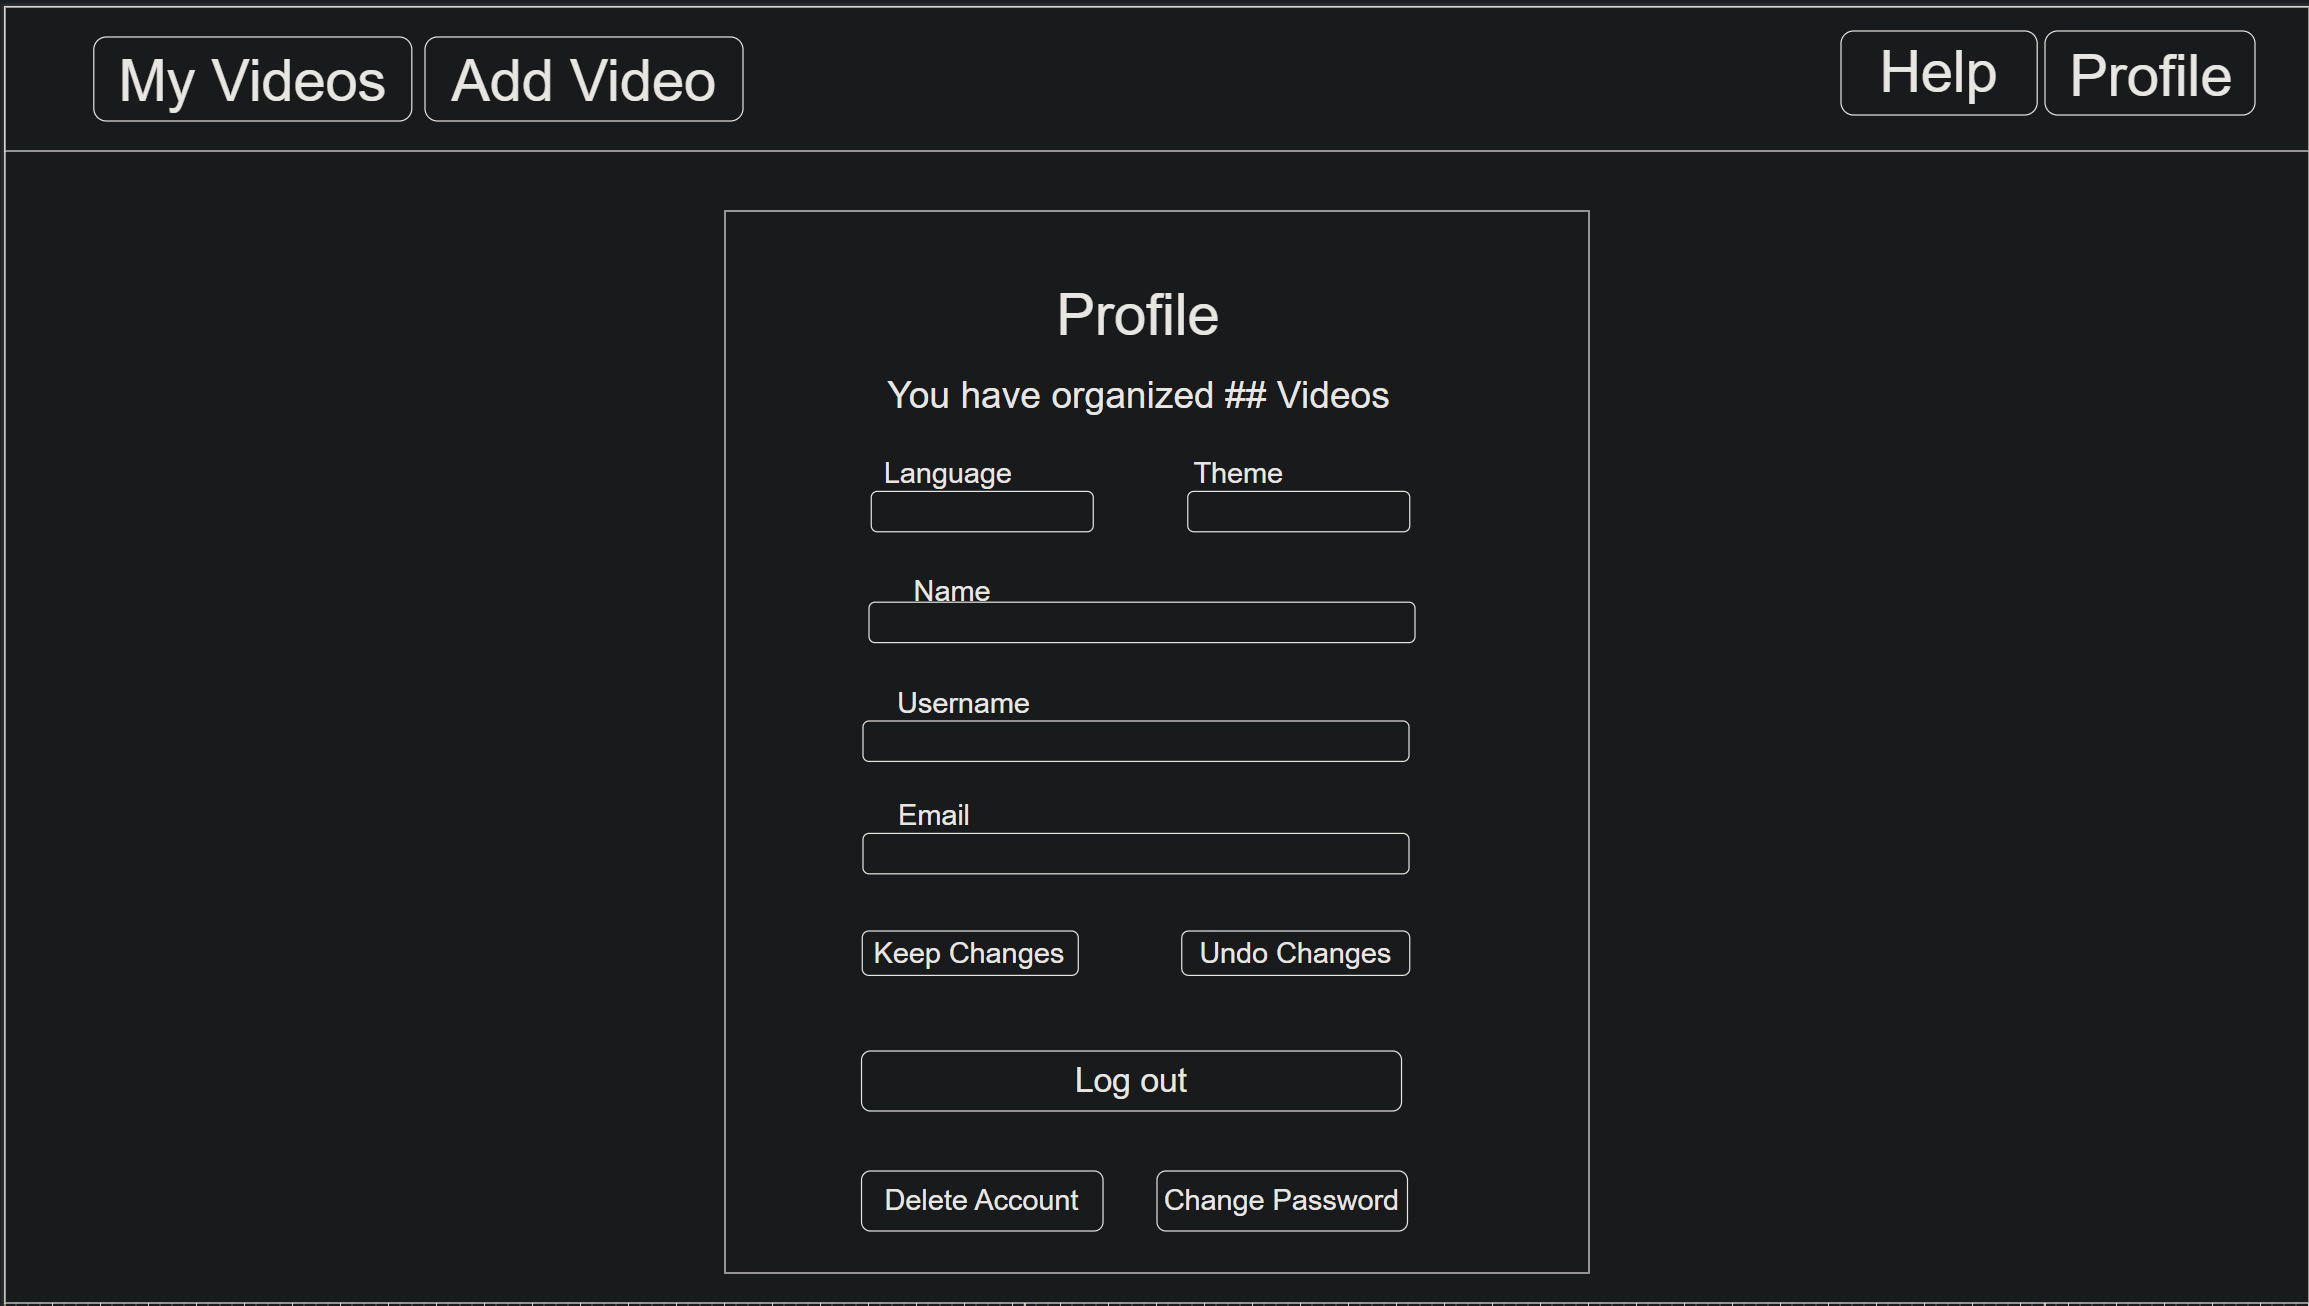 My Videos Add Video Help Profile
Profile
You have organized ## Videos
Language Theme
Name
Username
Email
Keep Changes Undo Changes
Log out
Delete Account Change Password